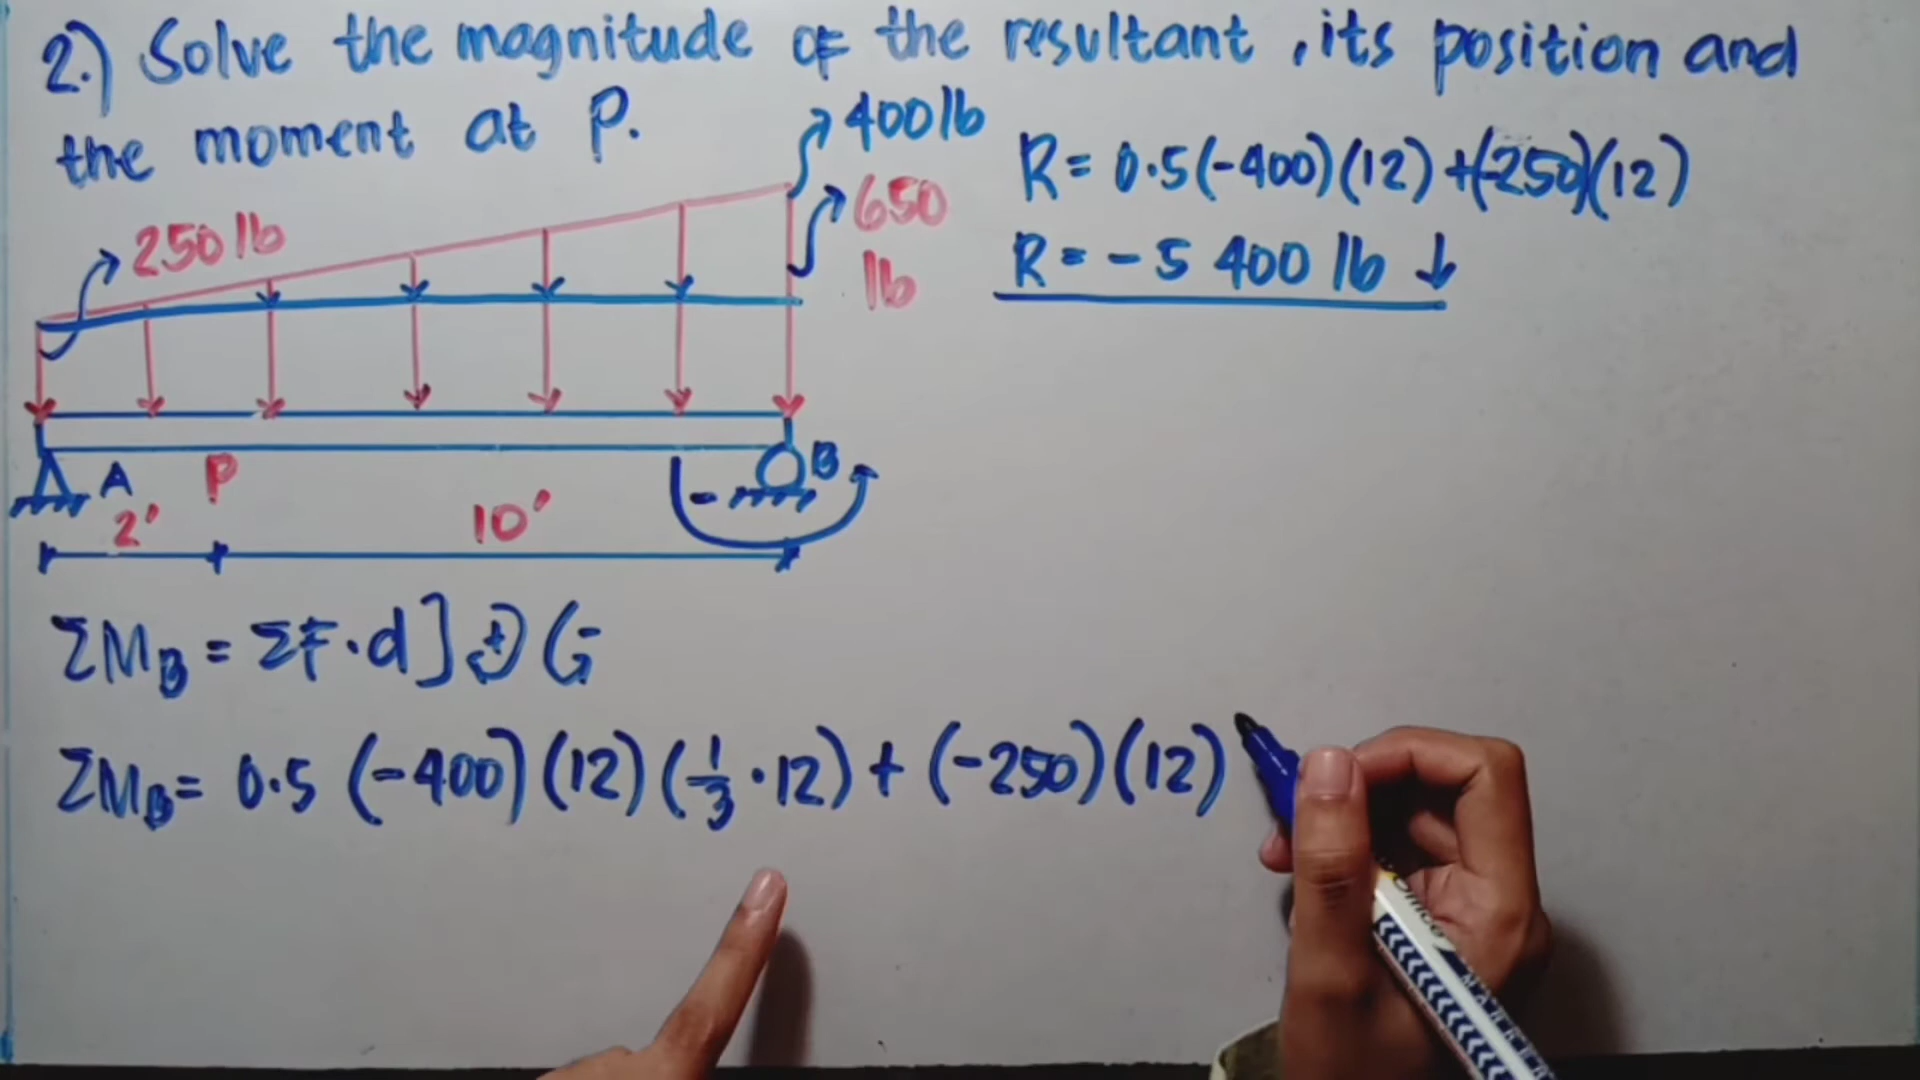 2.) Solve the magnitude of the resultant, its position and
the moment at P.
400 lb
250 lb
650
lb
A
P
B
2'
10'
-
R = 0.5(-400)(12)+(-250)(12)
R = - 5 400 lb ↓
ΣM_B = ΣF·d] + -
ΣM_B = 0.5 (-400)(12)(1/3 · 12) + (-250)(12)